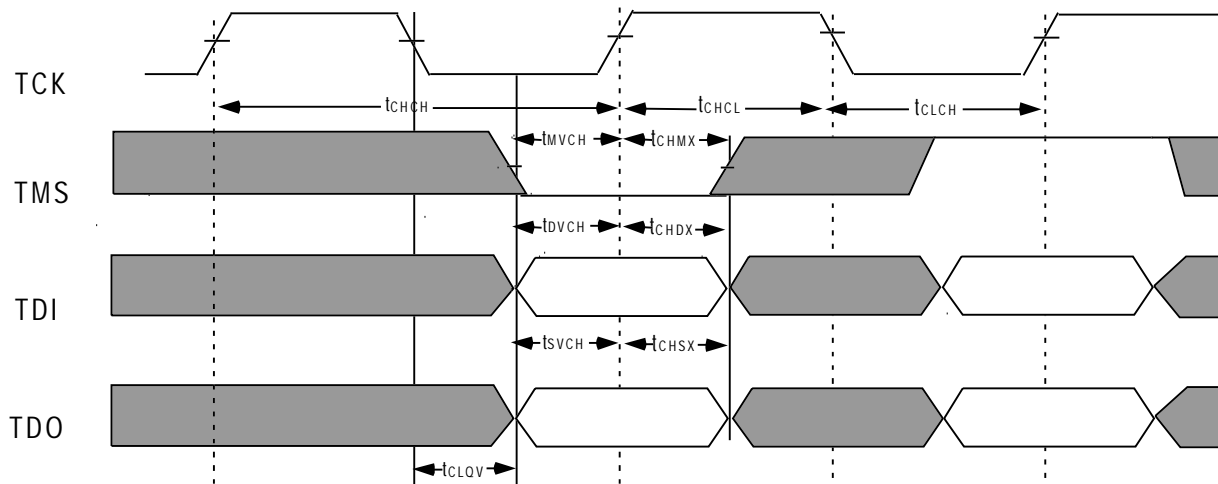 TCK
tCHCH
tCHCL
tCLCH
tMVCH
tCHMX
TMS
tDVCH
tCHDX
TDI
tSVCH
tCHSX
TDO
tCLQV